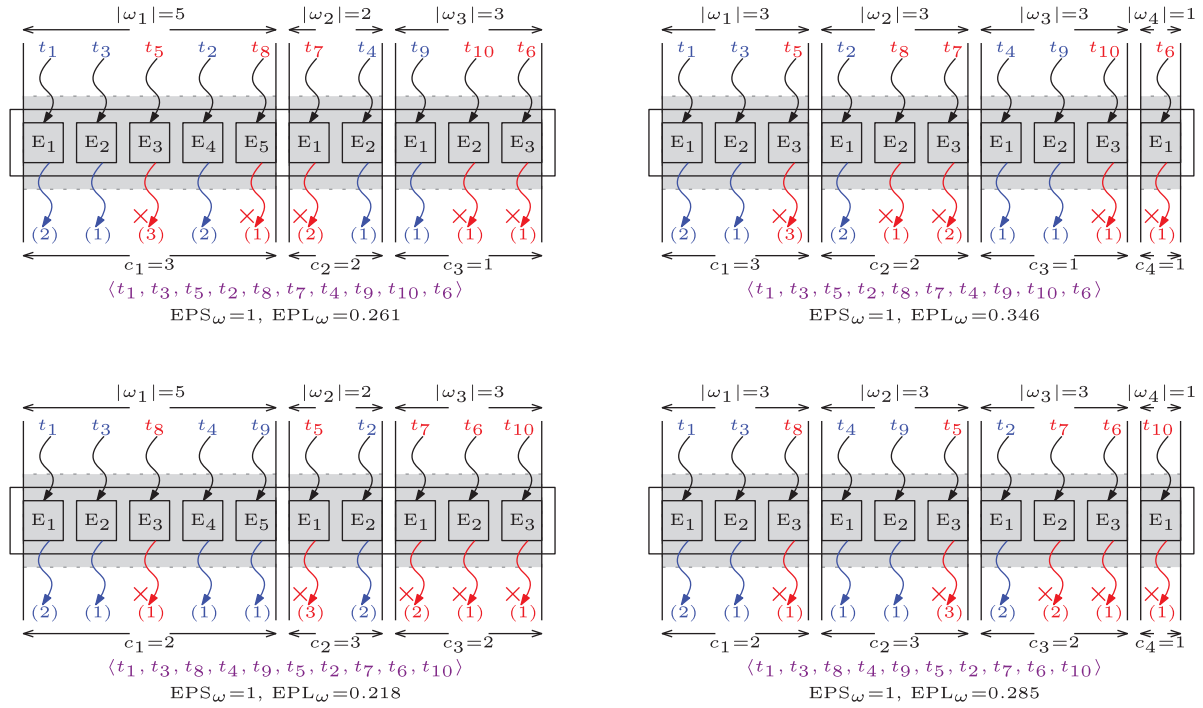 |ω₁|=5 |ω₂|=2 |ω₃|=3
t₁ t₃ t₅ t₂ t₈ t₇ t₄ t₉ t₁₀ t₆
E₁ E₂ E₃ E₄ E₅ E₁ E₂ E₁ E₂ E₃
(2) (1) (3) (2) (1) (2) (1) (1) (1) (1)
c₁=3 c₂=2 c₃=1
⟨t₁, t₃, t₅, t₂, t₈, t₇, t₄, t₉, t₁₀, t₆⟩
EPSω=1, EPLω=0.261
|ω₁|=3 |ω₂|=3 |ω₃|=3 |ω₄|=1
t₁ t₃ t₅ t₂ t₈ t₇ t₄ t₉ t₁₀ t₆
E₁ E₂ E₃ E₁ E₂ E₃ E₁ E₂ E₃ E₁
(2) (1) (3) (2) (1) (2) (1) (1) (1) (1)
c₁=3 c₂=2 c₃=1 c₄=1
⟨t₁, t₃, t₅, t₂, t₈, t₇, t₄, t₉, t₁₀, t₆⟩
EPSω=1, EPLω=0.346
|ω₁|=5 |ω₂|=2 |ω₃|=3
t₁ t₃ t₈ t₄ t₉ t₅ t₂ t₇ t₆ t₁₀
E₁ E₂ E₃ E₄ E₅ E₁ E₂ E₁ E₂ E₃
(2) (1) (1) (1) (1) (3) (2) (2) (1) (1)
c₁=2 c₂=3 c₃=2
⟨t₁, t₃, t₈, t₄, t₉, t₅, t₂, t₇, t₆, t₁₀⟩
EPSω=1, EPLω=0.218
|ω₁|=3 |ω₂|=3 |ω₃|=3 |ω₄|=1
t₁ t₃ t₈ t₄ t₉ t₅ t₂ t₇ t₆ t₁₀
E₁ E₂ E₃ E₁ E₂ E₃ E₁ E₂ E₃ E₁
(2) (1) (1) (1) (1) (3) (2) (2) (1) (1)
c₁=2 c₂=3 c₃=2 c₄=1
⟨t₁, t₃, t₈, t₄, t₉, t₅, t₂, t₇, t₆, t₁₀⟩
EPSω=1, EPLω=0.285